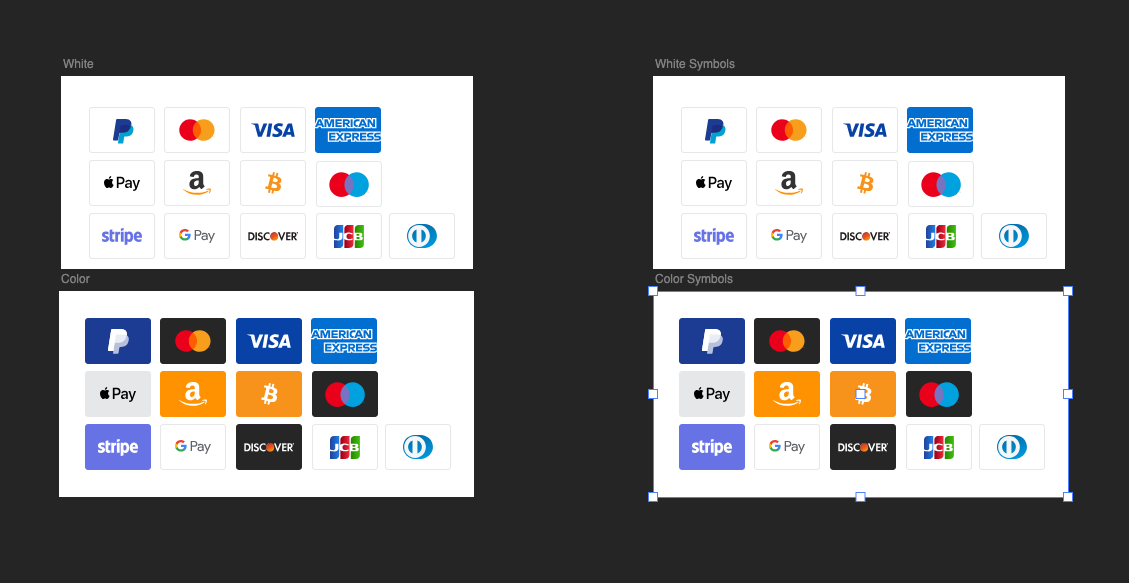 White
VISA
AMERICAN
EXPRESS
Pay
a
stripe
G Pay
DISCOVER
JCB
Color
VISA
AMERICAN
EXPRESS
Pay
a
stripe
G Pay
DISCOVER
JCB
White Symbols
VISA
AMERICAN
EXPRESS
Pay
a
stripe
G Pay
DISCOVER
JCB
Color Symbols
VISA
AMERICAN
EXPRESS
Pay
a
stripe
G Pay
DISCOVER
JCB